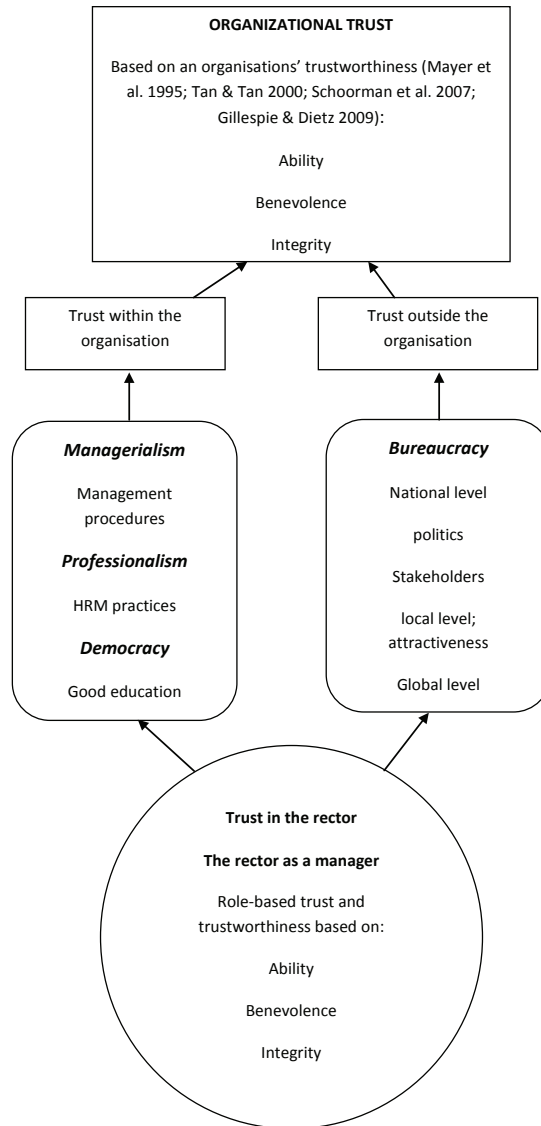 ORGANIZATIONAL TRUST
Based on an organisations’ trustworthiness (Mayer et
al. 1995; Tan & Tan 2000; Schoorman et al. 2007;
Gillespie & Dietz 2009):
Ability
Benevolence
Integrity
Trust within the
organisation
Trust outside the
organisation
Managerialism
Management
procedures
Professionalism
HRM practices
Democracy
Good education
Bureaucracy
National level
politics
Stakeholders
local level;
attractiveness
Global level
Trust in the rector
The rector as a manager
Role-based trust and
trustworthiness based on:
Ability
Benevolence
Integrity